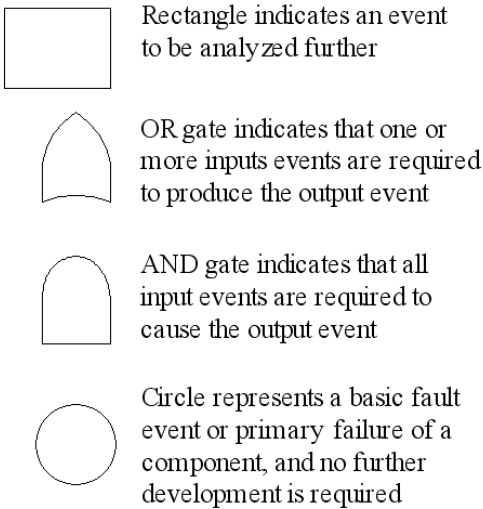 Rectangle indicates an event
to be analyzed further
OR gate indicates that one or
more inputs events are required
to produce the output event
AND gate indicates that all
input events are required to
cause the output event
Circle represents a basic fault
event or primary failure of a
component, and no further
development is required